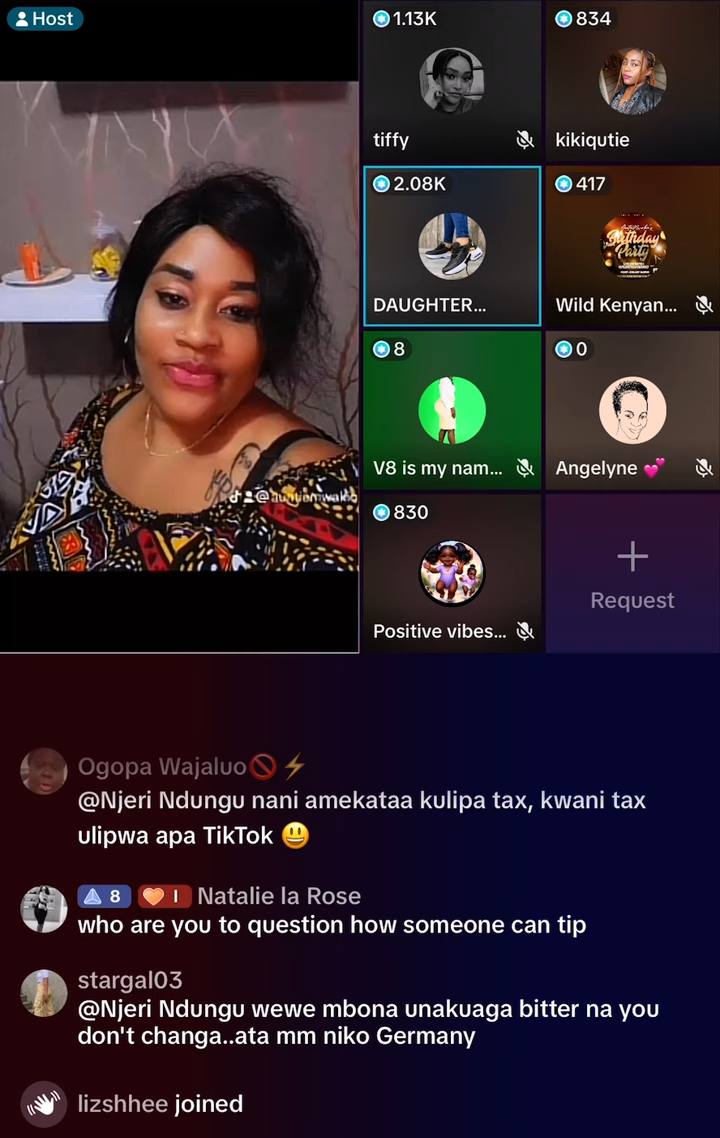 Host
1.13K
tiffy
834
kikiqutie
2.08K
DAUGHTER...
417
Birthday
Party
Wild Kenyan...
8
V8 is my nam...
0
Angelyne 💕
830
Positive vibes...
Request
Ogopa Wajaluo🚫⚡
@Njeri Ndungu nani amekataa kulipa tax, kwani tax
ulipwa apa TikTok 😃
8 I Natalie la Rose
who are you to question how someone can tip
stargal03
@Njeri Ndungu wewe mbona unakuaga bitter na you
don't changa..ata mm niko Germany
lizshhee joined